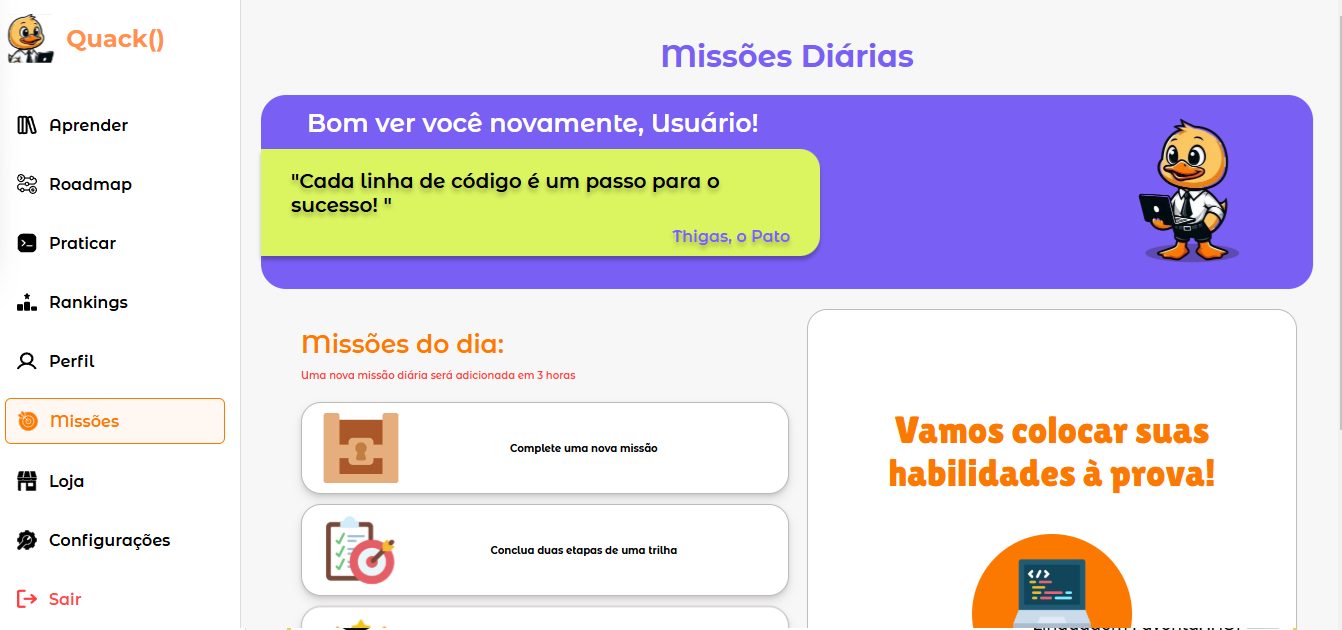 Quack()
Aprender
Roadmap
Praticar
Rankings
Perfil
Missões
Loja
Configurações
Sair
Missões Diárias
Bom ver você novamente, Usuário!
"Cada linha de código é um passo para o
sucesso! "
Thigas, o Pato
Missões do dia:
Uma nova missão diária será adicionada em 3 horas
Complete uma nova missão
Conclua duas etapas de uma trilha
Vamos colocar suas
habilidades à prova!